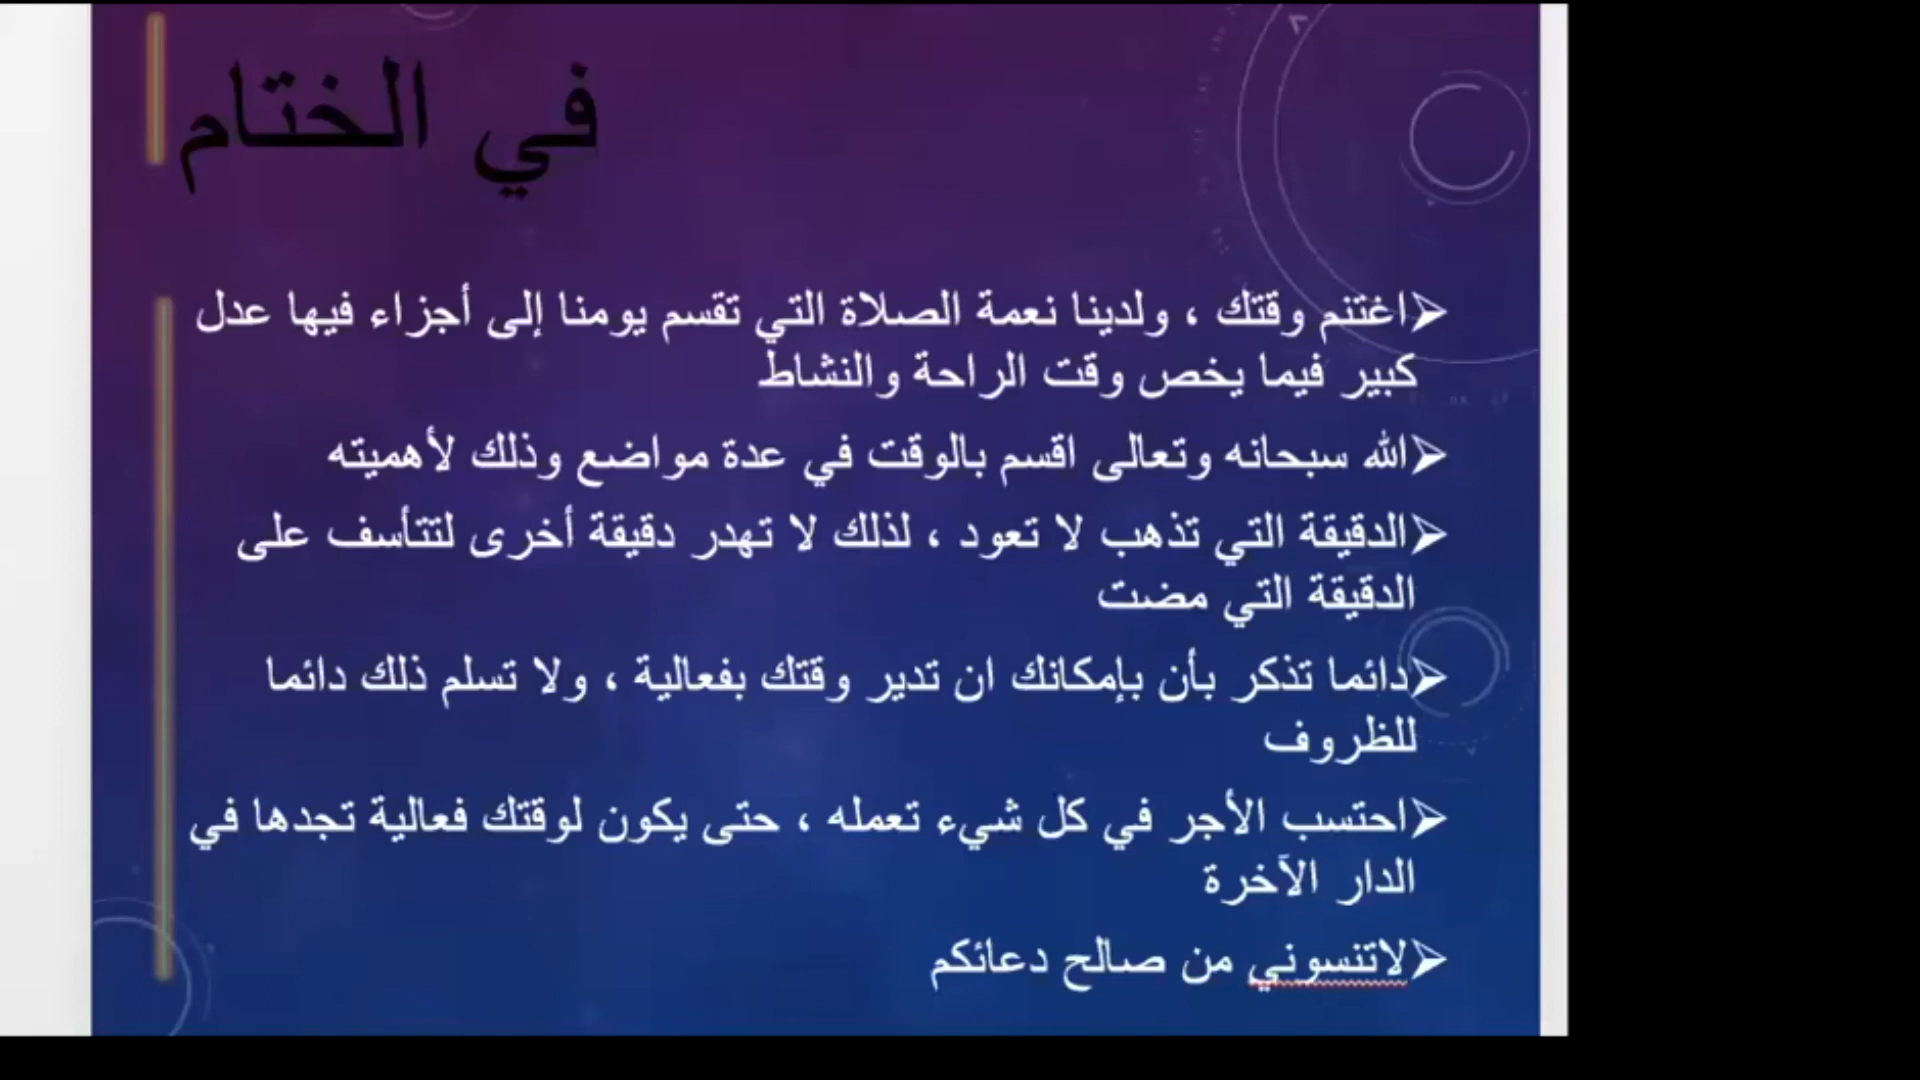 في الختام
اغتنم وقتك ، ولدينا نعمة الصلاة التي تقسم يومنا إلى أجزاء فيها عدل
كبير فيما يخص وقت الراحة والنشاط
الله سبحانه وتعالى اقسم بالوقت في عدة مواضع وذلك لأهميته
الدقيقة التي تذهب لا تعود ، لذلك لا تهدر دقيقة أخرى لتتأسف على
الدقيقة التي مضت
دائما تذكر بأن بإمكانك ان تدير وقتك بفعالية ، ولا تسلم ذلك دائما
للظروف
احتسب الأجر في كل شيء تعمله ، حتى يكون لوقتك فعالية تجدها في
الدار الآخرة
لاتنسوني من صالح دعائكم